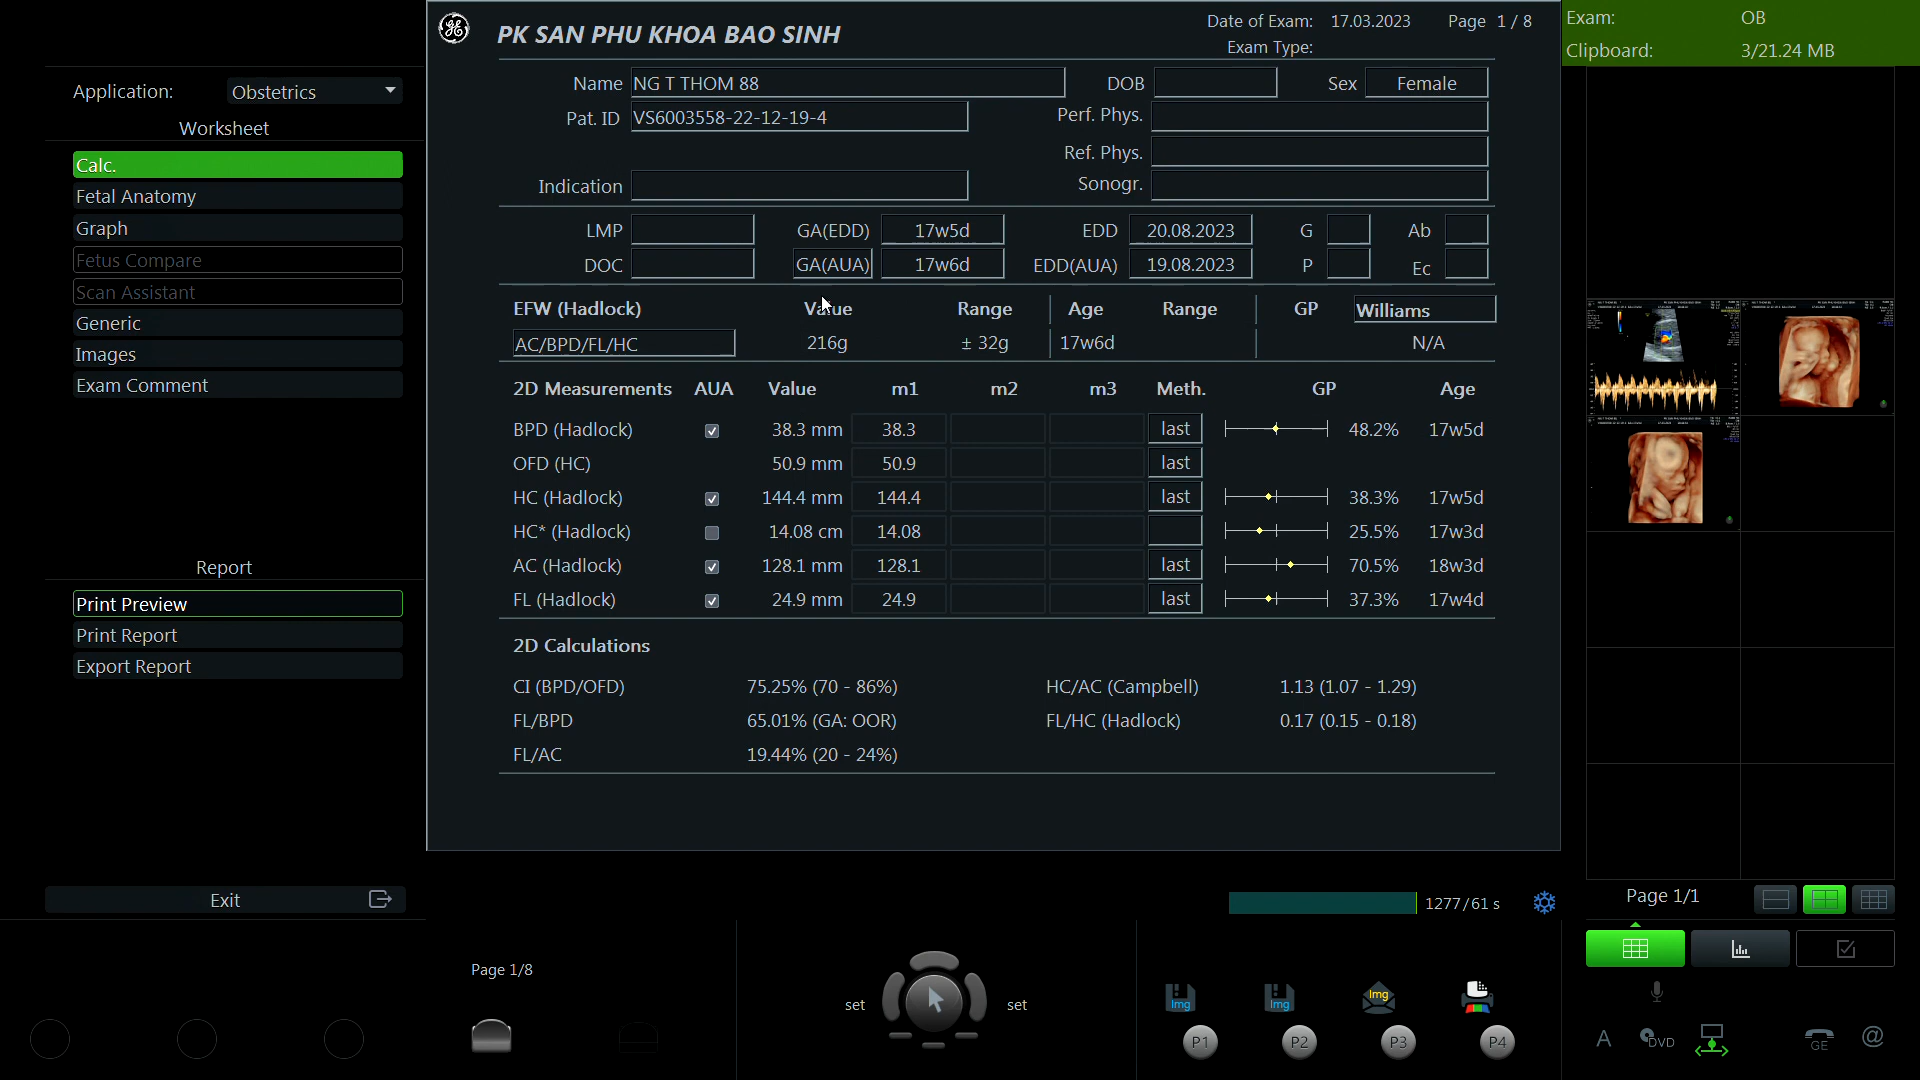 PK SAN PHU KHOA BAO SINH
Date of Exam: 17.03.2023 Page 1 / 8
Exam Type:
Exam: OB
Clipboard: 3/21.24 MB
Application: Obstetrics
Worksheet
Calc.
Fetal Anatomy
Graph
Fetus Compare
Scan Assistant
Generic
Images
Exam Comment
Report
Print Preview
Print Report
Export Report
Exit
Name NG T THOM 88 DOB Sex Female
Pat. ID VS6003558-22-12-19-4 Perf. Phys.
Ref. Phys.
Indication Sonogr.
LMP GA(EDD) 17w5d EDD 20.08.2023 G Ab
DOC GA(AUA) 17w6d EDD(AUA) 19.08.2023 P Ec
EFW (Hadlock) Value Range Age Range GP Williams
AC/BPD/FL/HC 216g ± 32g 17w6d N/A
2D Measurements AUA Value m1 m2 m3 Meth. GP Age
BPD (Hadlock) 38.3 mm 38.3 last 48.2% 17w5d
OFD (HC) 50.9 mm 50.9 last
HC (Hadlock) 144.4 mm 144.4 last 38.3% 17w5d
HC* (Hadlock) 14.08 cm 14.08 25.5% 17w3d
AC (Hadlock) 128.1 mm 128.1 last 70.5% 18w3d
FL (Hadlock) 24.9 mm 24.9 last 37.3% 17w4d
2D Calculations
CI (BPD/OFD) 75.25% (70 - 86%) HC/AC (Campbell) 1.13 (1.07 - 1.29)
FL/BPD 65.01% (GA: OOR) FL/HC (Hadlock) 0.17 (0.15 - 0.18)
FL/AC 19.44% (20 - 24%)
1277/61 s
Page 1/1
Page 1/8
set set
Img Img Img
P1 P2 P3 P4
A DVD GE @